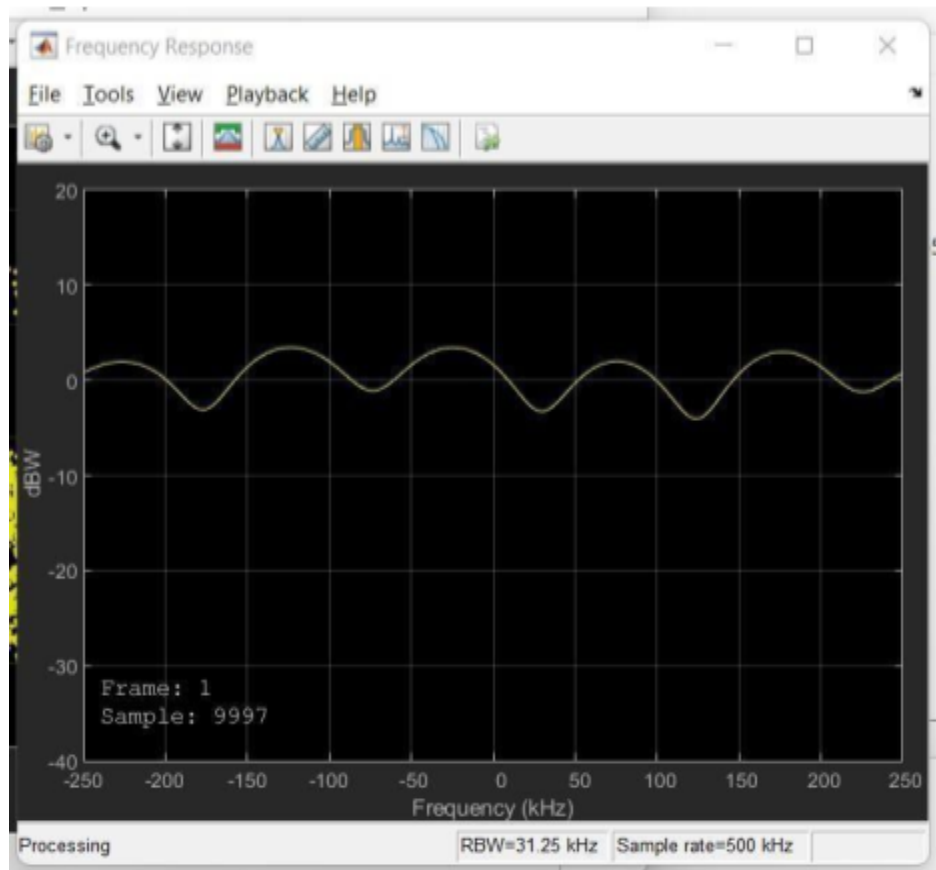 Frequency Response
File Tools View Playback Help
20
10
0
-10
-20
-30
-40
dBW
Frame: 1
Sample: 9997
-250 -200 -150 -100 -50 0 50 100 150 200 250
Frequency (kHz)
Processing RBW=31.25 kHz Sample rate=500 kHz